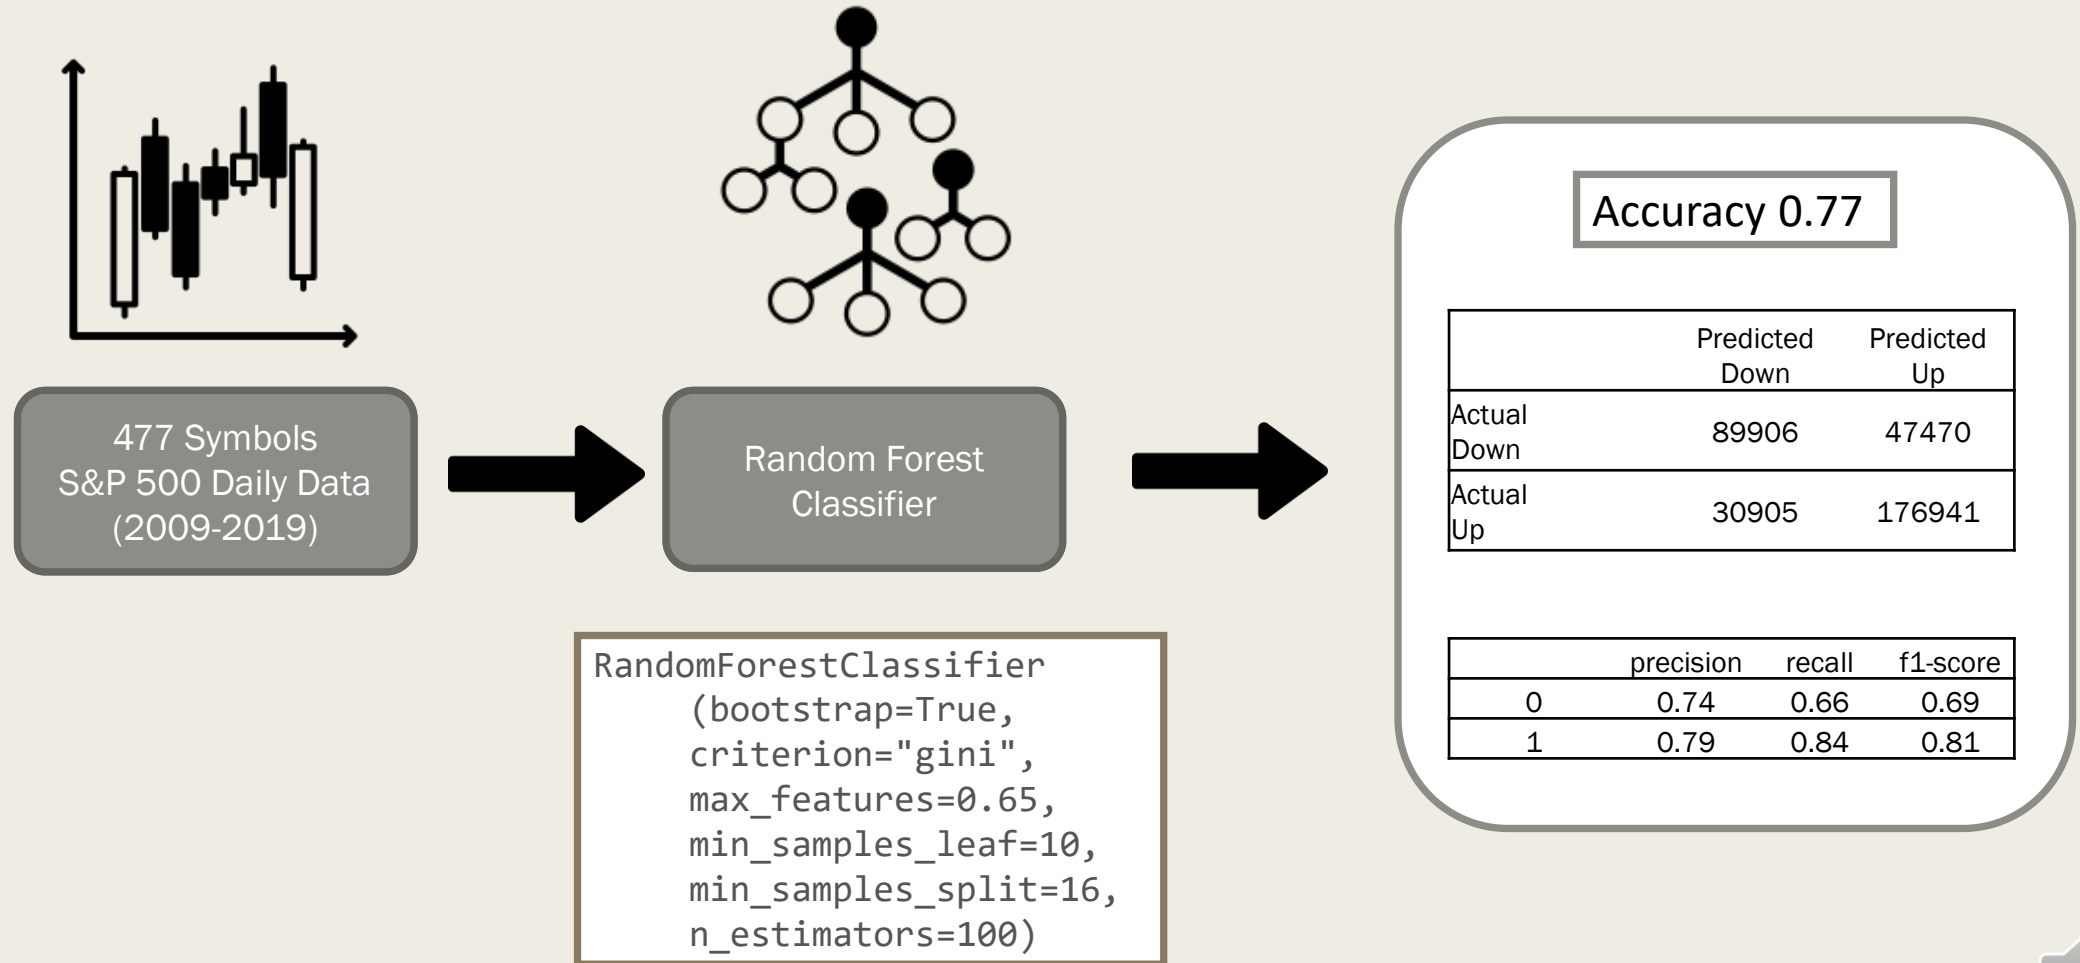 477 Symbols
S&P 500 Daily Data
(2009-2019)
Random Forest
Classifier
RandomForestClassifier
(bootstrap=True,
criterion="gini",
max_features=0.65,
min_samples_leaf=10,
min_samples_split=16,
n_estimators=100)
Accuracy 0.77
Predicted Predicted
Down Up
Actual
Down 89906 47470
Actual
Up 30905 176941
precision recall f1-score
0 0.74 0.66 0.69
1 0.79 0.84 0.81